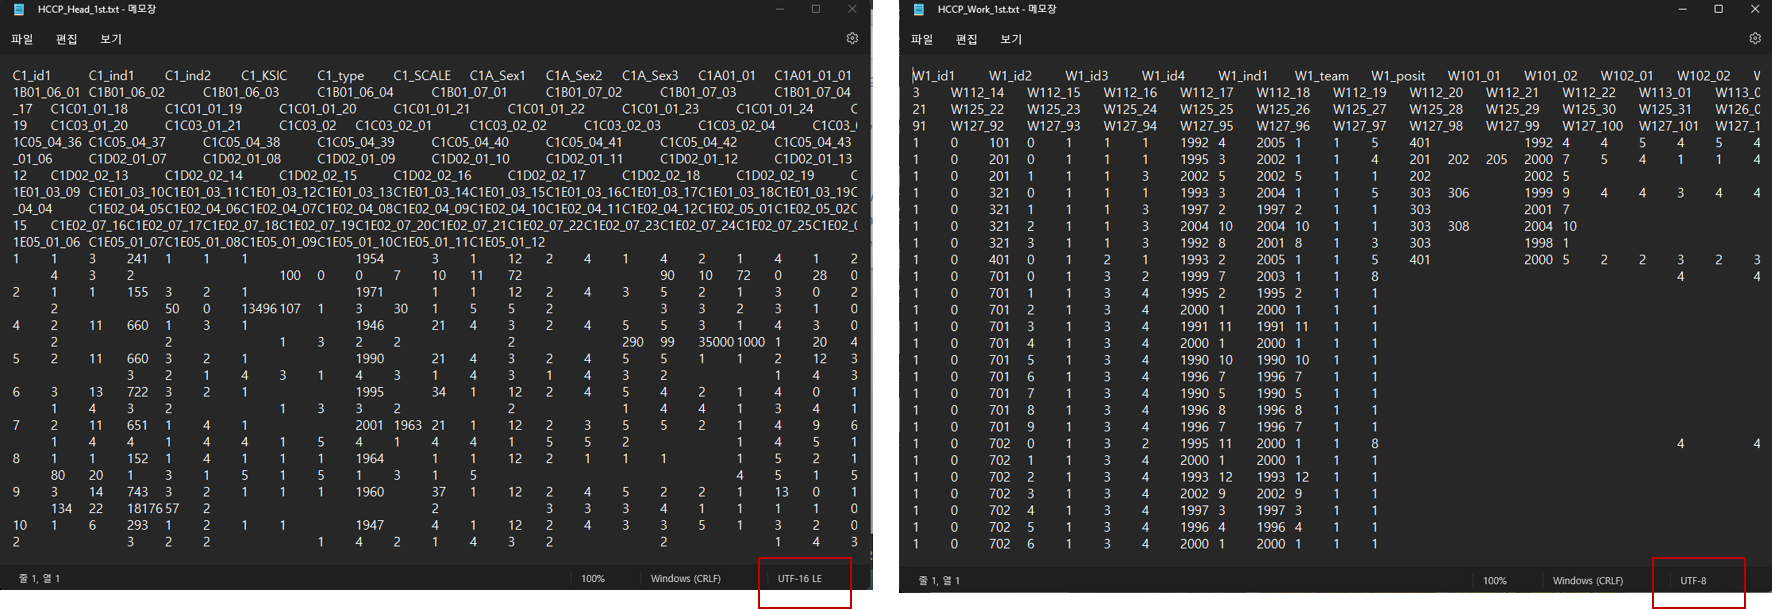 HCCP_Head_1st.txt - 메모장
파일 편집 보기
C1_id1 C1_ind1 C1_ind2 C1_KSIC C1_type C1_SCALE C1A_Sex1 C1A_Sex2 C1A_Sex3 C1A01_01 C1A01_01_01
1B01_06_01 C1B01_06_02 C1B01_06_03 C1B01_06_04 C1B01_07_01 C1B01_07_02 C1B01_07_03 C1B01_07_04
_17 C1C01_01_18 C1C01_01_19 C1C01_01_20 C1C01_01_21 C1C01_01_22 C1C01_01_23 C1C01_01_24 C
19 C1C03_01_20 C1C03_01_21 C1C03_02 C1C03_02_01 C1C03_02_02 C1C03_02_03 C1C03_02_04 C1C03_
1C05_04_36 C1C05_04_37 C1C05_04_38 C1C05_04_39 C1C05_04_40 C1C05_04_41 C1C05_04_42 C1C05_04_43
_01_06 C1D02_01_07 C1D02_01_08 C1D02_01_09 C1D02_01_10 C1D02_01_11 C1D02_01_12 C1D02_01_13
12 C1D02_02_13 C1D02_02_14 C1D02_02_15 C1D02_02_16 C1D02_02_17 C1D02_02_18 C1D02_02_19 C
1E01_03_09 C1E01_03_10C1E01_03_11C1E01_03_12C1E01_03_13C1E01_03_14C1E01_03_15C1E01_03_16C1E01_03_17C1E01_03_18C1E01_03_19C
_04_04 C1E02_04_05C1E02_04_06C1E02_04_07C1E02_04_08C1E02_04_09C1E02_04_10C1E02_04_11C1E02_04_12C1E02_05_01C1E02_05_02C
15 C1E02_07_16C1E02_07_17C1E02_07_18C1E02_07_19C1E02_07_20C1E02_07_21C1E02_07_22C1E02_07_23C1E02_07_24C1E02_07_25C1E02_
1E05_01_06 C1E05_01_07C1E05_01_08C1E05_01_09C1E05_01_10C1E05_01_11C1E05_01_12
1 1 3 241 1 1 1 1954 3 1 12 2 4 1 4 2 1 4 1 2
4 3 2 100 0 0 7 10 11 72 90 10 72 0 28 0
2 1 1 155 3 2 1 1971 1 1 12 2 4 3 5 2 1 3 0 2
2 50 0 13496 107 1 3 30 1 5 5 2 3 3 2 3 1 0
4 2 11 660 1 3 1 1946 21 4 3 2 4 5 5 3 1 4 3 0
2 2 1 3 2 2 2 290 99 35000 1000 1 20 4
5 2 11 660 3 2 1 1990 21 4 3 2 4 5 5 1 1 2 12 3
3 2 1 4 3 1 4 3 1 4 3 1 4 3 2 1 4 3
6 3 13 722 3 2 1 1995 34 1 12 2 4 5 4 2 1 4 0 1
1 4 3 2 1 3 3 2 2 1 4 4 1 3 4 1
7 2 11 651 1 4 1 2001 1963 21 1 12 2 3 5 5 2 1 4 9 6
1 4 4 1 4 4 1 5 4 1 4 4 1 5 5 2 1 4 5 1
8 1 1 152 1 4 1 1 1 1964 1 1 12 2 1 1 1 1 5 2 1
80 20 1 3 1 5 1 5 1 3 1 5 4 5 1 5
9 3 14 743 3 2 1 1 1 1960 37 1 12 2 4 5 2 2 1 13 0 1
134 22 18176 57 2 2 3 3 3 4 1 1 1 1 0
10 1 6 293 1 2 1 1 1947 4 1 12 2 4 3 3 5 1 3 2 0
2 3 2 2 1 4 2 1 4 3 2 2 1 4 3
줄 1, 열 1 100% Windows (CRLF) UTF-16 LE
HCCP_Work_1st.txt - 메모장
파일 편집 보기
W1_id1 W1_id2 W1_id3 W1_id4 W1_ind1 W1_team W1_posit W101_01 W101_02 W102_01 W102_02 W
3 W112_14 W112_15 W112_16 W112_17 W112_18 W112_19 W112_20 W112_21 W112_22 W113_01 W113_0
21 W125_22 W125_23 W125_24 W125_25 W125_26 W125_27 W125_28 W125_29 W125_30 W125_31 W126_0
91 W127_92 W127_93 W127_94 W127_95 W127_96 W127_97 W127_98 W127_99 W127_100 W127_101 W127_1
1 0 101 0 1 1 1 1992 4 2005 1 1 5 401 1992 4 4 5 4 5 4
1 0 201 0 1 1 1 1995 3 2002 1 1 4 201 202 205 2000 7 5 4 1 1 4
1 0 201 1 1 1 3 2002 5 2002 5 1 1 202 2002 5
1 0 321 0 1 1 1 1993 3 2004 1 1 5 303 306 1999 9 4 4 3 4 4
1 0 321 1 1 1 3 1997 2 1997 2 1 1 303 2001 7
1 0 321 2 1 1 3 2004 10 2004 10 1 1 303 308 2004 10
1 0 321 3 1 1 3 1992 8 2001 8 1 3 303 1998 1
1 0 401 0 1 2 1 1993 2 2005 1 1 5 401 2000 5 2 2 3 2 3
1 0 701 0 1 3 2 1999 7 2003 1 1 8 4 4
1 0 701 1 1 3 4 1995 2 1995 2 1 1
1 0 701 2 1 3 4 2000 1 2000 1 1 1
1 0 701 3 1 3 4 1991 11 1991 11 1 1
1 0 701 4 1 3 4 2000 1 2000 1 1 1
1 0 701 5 1 3 4 1990 10 1990 10 1 1
1 0 701 6 1 3 4 1996 7 1996 7 1 1
1 0 701 7 1 3 4 1990 5 1990 5 1 1
1 0 701 8 1 3 4 1996 8 1996 8 1 1
1 0 701 9 1 3 4 1996 7 1996 7 1 1
1 0 702 0 1 3 2 1995 11 2000 1 1 8 4 4
1 0 702 1 1 3 4 2000 1 2000 1 1 1
1 0 702 2 1 3 4 1993 12 1993 12 1 1
1 0 702 3 1 3 4 2002 9 2002 9 1 1
1 0 702 4 1 3 4 1997 3 1997 3 1 1
1 0 702 5 1 3 4 1996 4 1996 4 1 1
1 0 702 6 1 3 4 2000 1 2000 1 1 1
줄 1, 열 1 100% Windows (CRLF) UTF-8